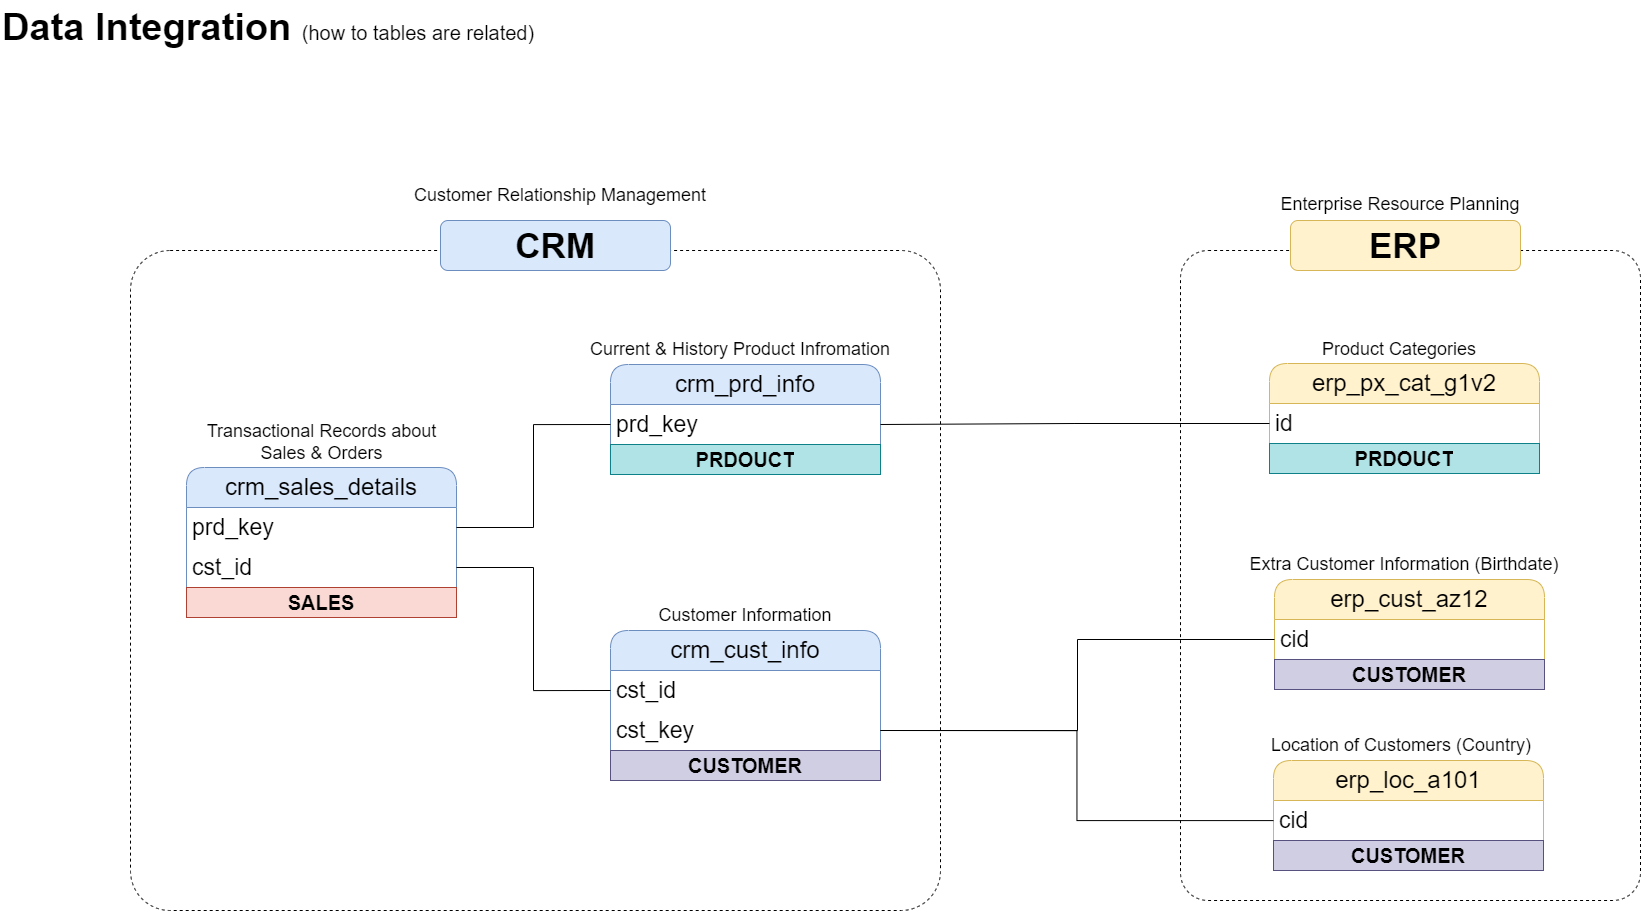 Data Integration (how to tables are related)
Customer Relationship Management
CRM
Current & History Product Infromation
crm_prd_info
prd_key
PRDOUCT
Transactional Records about
Sales & Orders
crm_sales_details
prd_key
cst_id
SALES
Customer Information
crm_cust_info
cst_id
cst_key
CUSTOMER
Enterprise Resource Planning
ERP
Product Categories
erp_px_cat_g1v2
id
PRDOUCT
Extra Customer Information (Birthdate)
erp_cust_az12
cid
CUSTOMER
Location of Customers (Country)
erp_loc_a101
cid
CUSTOMER